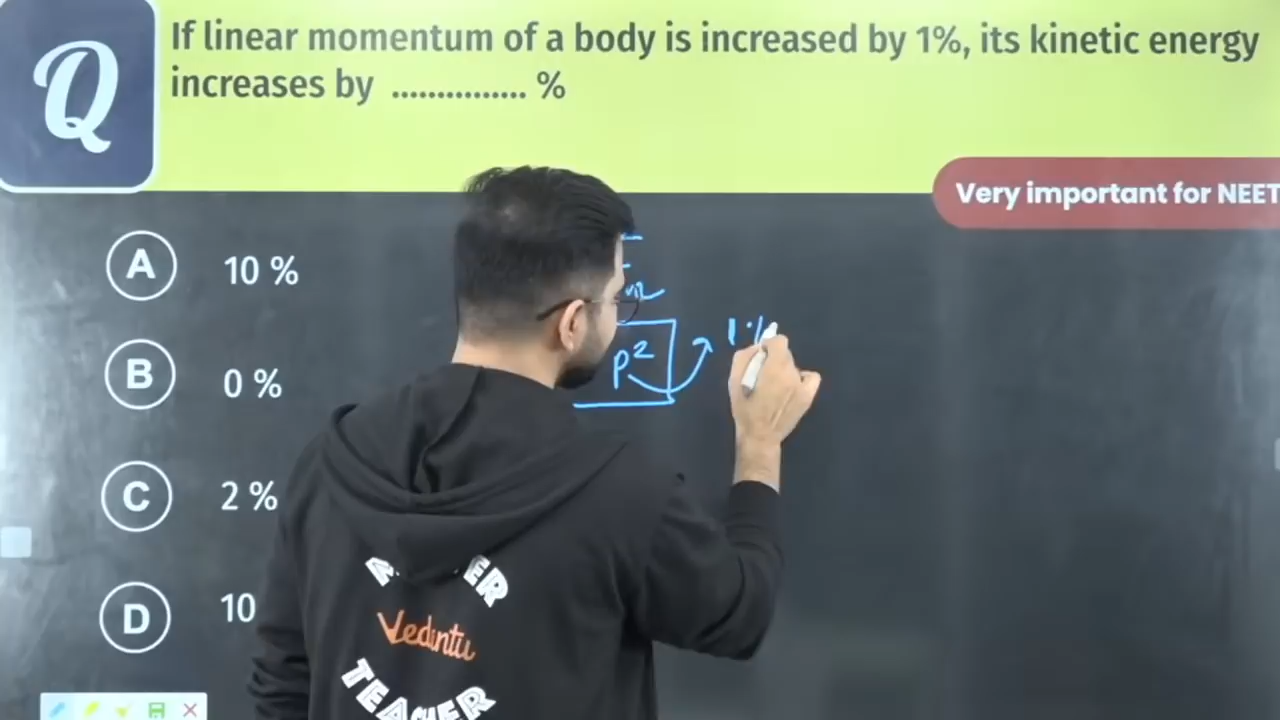 Q
If linear momentum of a body is increased by 1%, its kinetic energy
increases by ............... %
Very important for NEET
A 10 %
B 0 %
C 2 %
D 10
P²
1%
Vedantu
TEACHER